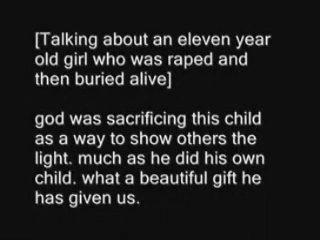 [Talking about an eleven year
old girl who was raped and
then buried alive]
god was sacrificing this child
as a way to show others the
light. much as he did his own
child. what a beautiful gift he
has given us.